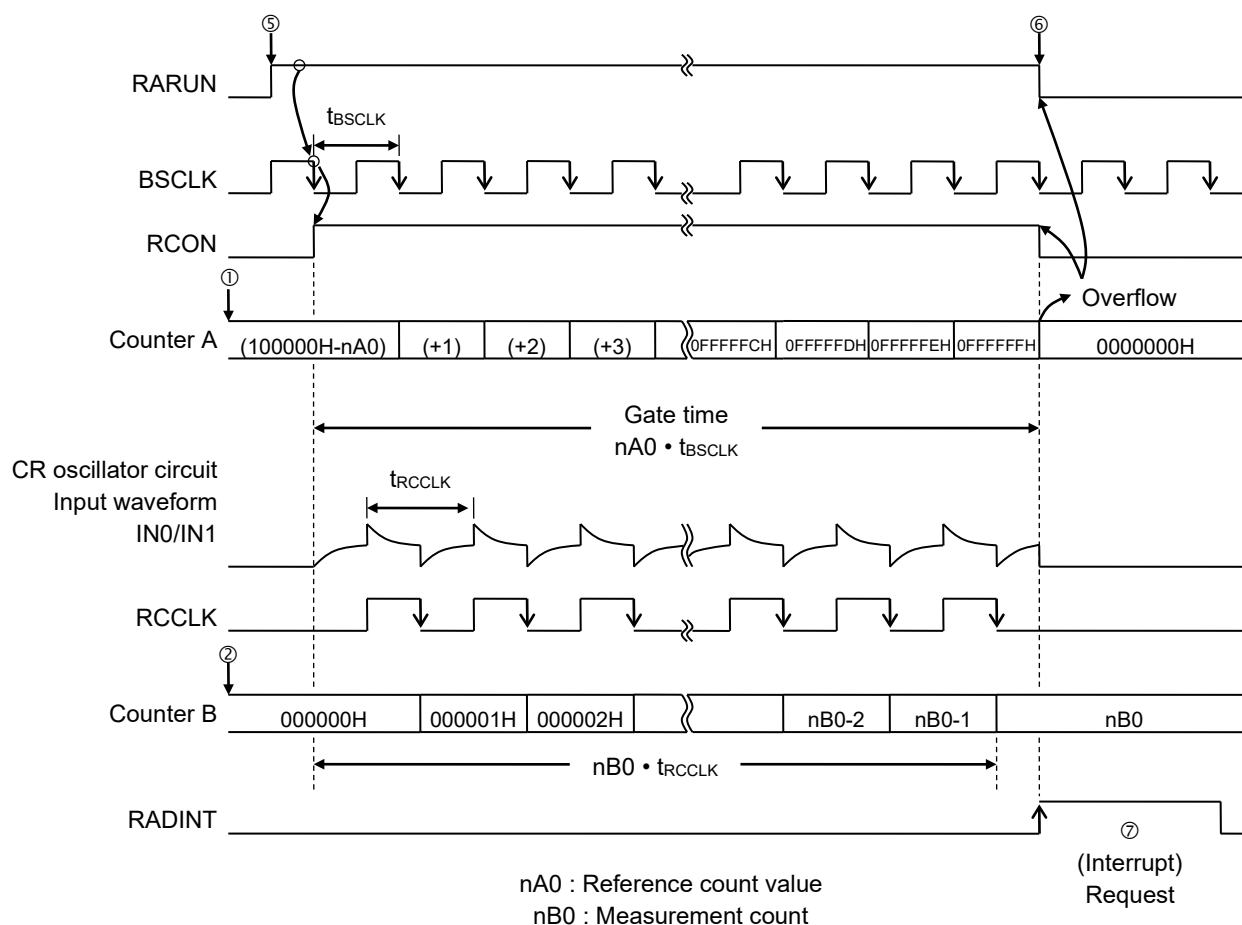 ⑤
⑥
RARUN
tBSCLK
BSCLK
RCON
①
Overflow
Counter A
(100000H-nA0)
(+1)
(+2)
(+3)
0FFFFFCH
0FFFFFDH
0FFFFFEH
0FFFFFFH
0000000H
Gate time
nA0 • tBSCLK
CR oscillator circuit
Input waveform
IN0/IN1
tRCCLK
RCCLK
②
Counter B
000000H
000001H
000002H
nB0-2
nB0-1
nB0
nB0 • tRCCLK
RADINT
⑦
(Interrupt)
Request
nA0 : Reference count value
nB0 : Measurement count